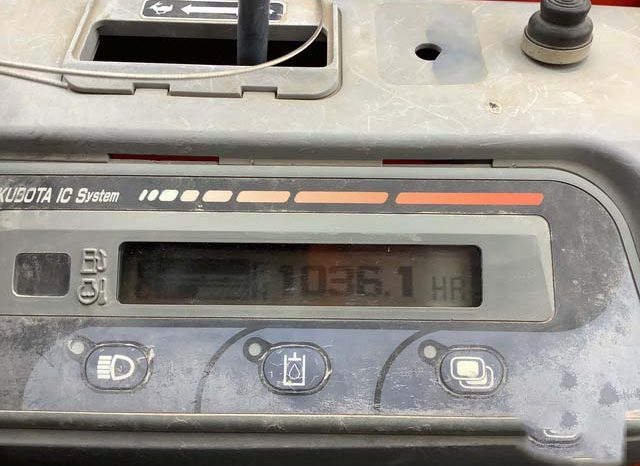 KUBOTA IC System
1036.1 HR